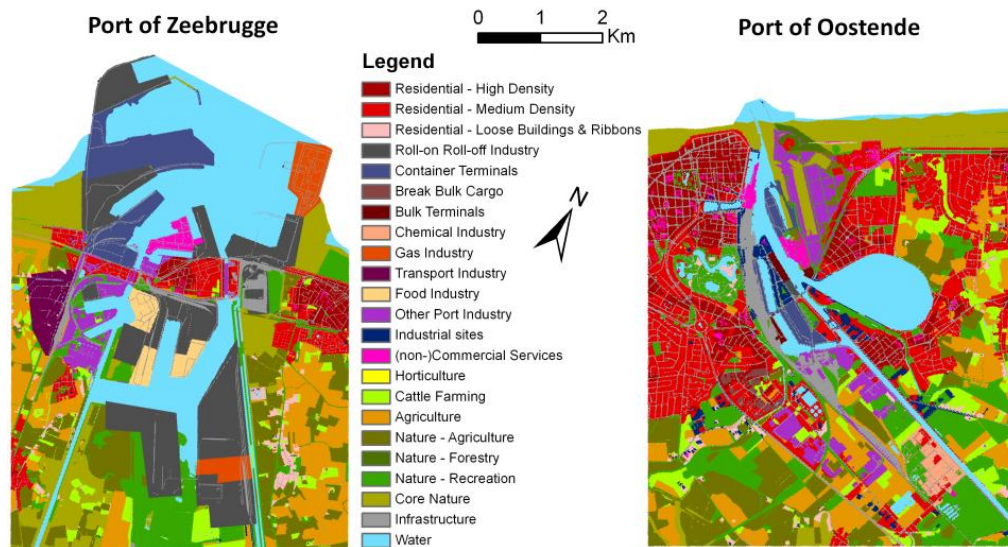 Port of Zeebrugge
0 1 2
Km
Port of Oostende
Legend
Residential - High Density
Residential - Medium Density
Residential - Loose Buildings & Ribbons
Roll-on Roll-off Industry
Container Terminals
Break Bulk Cargo
Bulk Terminals
Chemical Industry
Gas Industry
Transport Industry
Food Industry
Other Port Industry
Industrial sites
(non-)Commercial Services
Horticulture
Cattle Farming
Agriculture
Nature - Agriculture
Nature - Forestry
Nature - Recreation
Core Nature
Infrastructure
Water
N